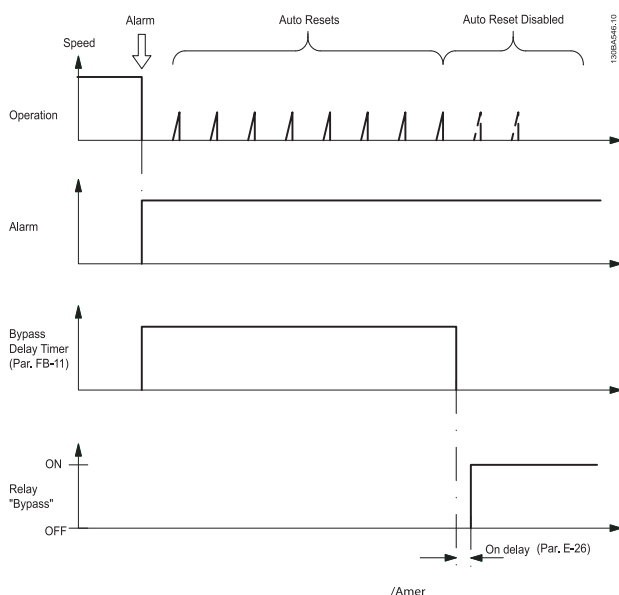 Alarm
Auto Resets
Auto Reset Disabled
130BA546.10
Speed
Operation
Alarm
Bypass
Delay Timer
(Par. FB-11)
ON
Relay
"Bypass"
OFF
On delay (Par. E-26)
/Amer